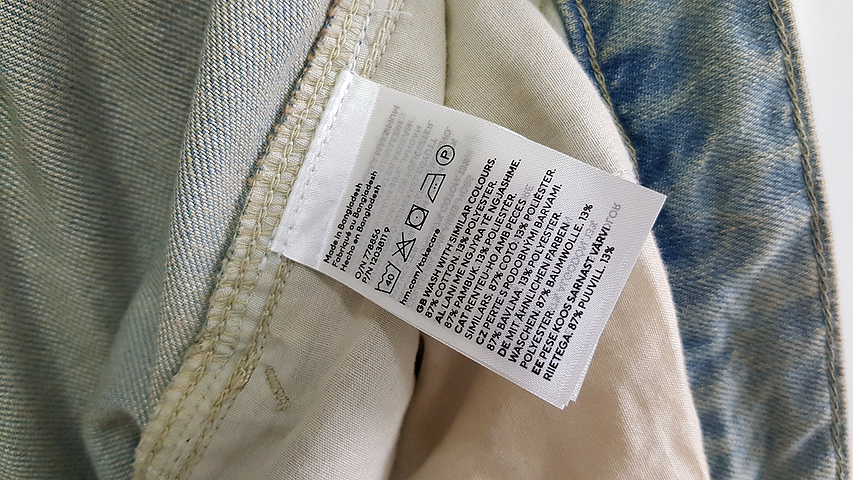 Made in Bangladesh
Fabriqué au Bangladesh
Hecho en Bangladesh
O/N 778856
P/N 12038119
40
P
hm.com/takecare
GB WASH WITH SIMILAR COLOURS.
87% COTTON. 13% POLYESTER.
AL LANI ME NGJYRA TË NGJASHME.
87% PAMBUK. 13% POLIESTER.
CAT RENTEU-HO AMB PECES
SIMILARS. 87% COTÓ. 13% POLIÈSTER.
CZ PERTE S PODOBNÝMI BARVAMI.
87% BAVLNA. 13% POLYESTER.
DE MIT ÄHNLICHEN FARBEN
WASCHEN. 87% BAUMWOLLE. 13%
POLYESTER.
EE PESE KOOS SARNAST VÄRVI
RIIETEGA. 87% PUUVILL. 13%